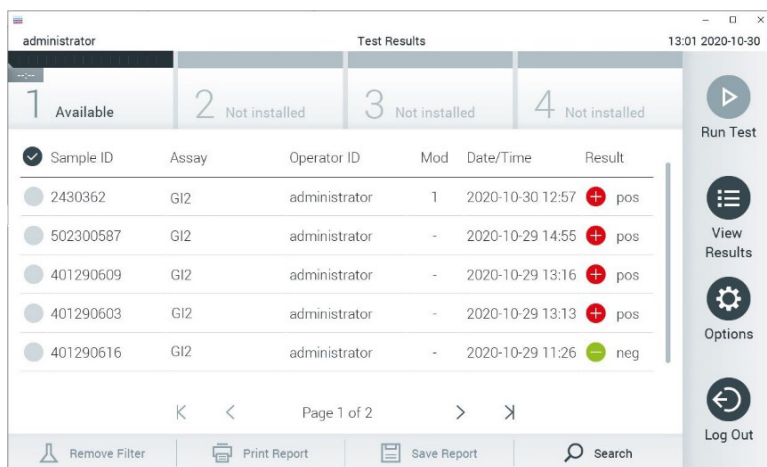 administrator Test Results 13:01 2020-10-30
--:--
1 Available 2 Not installed 3 Not installed 4 Not installed
Run Test
Sample ID Assay Operator ID Mod Date/Time Result
2430362 GI2 administrator 1 2020-10-30 12:57 pos
502300587 GI2 administrator - 2020-10-29 14:55 pos
401290609 GI2 administrator - 2020-10-29 13:16 pos
401290603 GI2 administrator - 2020-10-29 13:13 pos
401290616 GI2 administrator - 2020-10-29 11:26 neg
View
Results
Options
Page 1 of 2
Log Out
Remove Filter Print Report Save Report Search